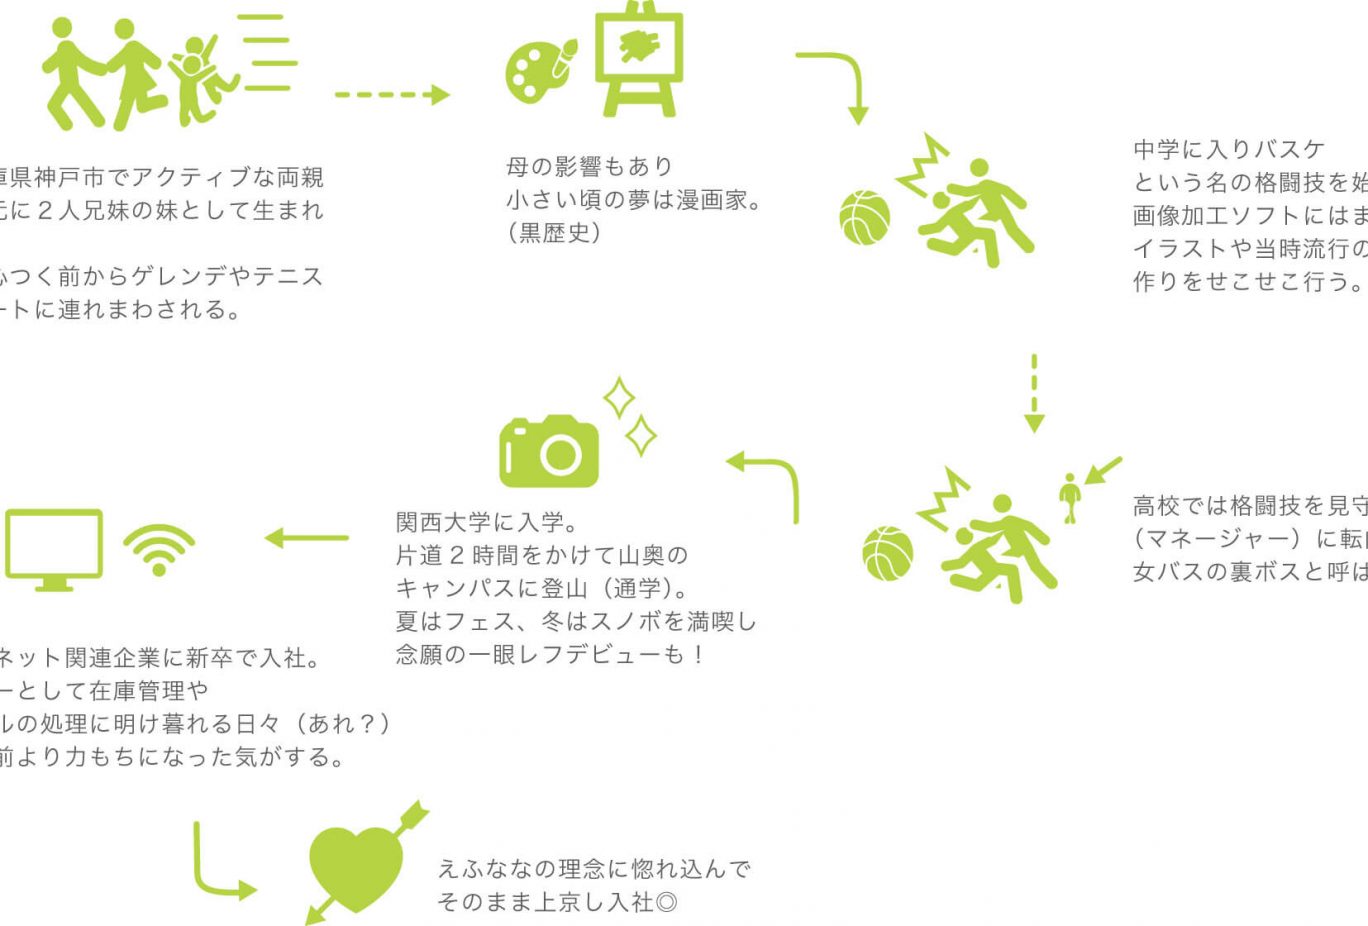 庫県神戸市でアクティブな両親
元に２人兄妹の妹として生まれ
心つく前からゲレンデやテニス
ートに連れまわされる。
母の影響もあり
小さい頃の夢は漫画家。
（黒歴史）
中学に入りバスケ
という名の格闘技を始
画像加工ソフトにはま
イラストや当時流行の
作りをせこせこ行う。
高校では格闘技を見守
（マネージャー）に転
女バスの裏ボスと呼ば
関西大学に入学。
片道２時間をかけて山奥の
キャンパスに登山（通学）。
夏はフェス、冬はスノボを満喫し
念願の一眼レフデビューも！
ネット関連企業に新卒で入社。
ーとして在庫管理や
ルの処理に明け暮れる日々（あれ？）
前より力もちになった気がする。
えふななの理念に惚れ込んで
そのまま上京し入社◎